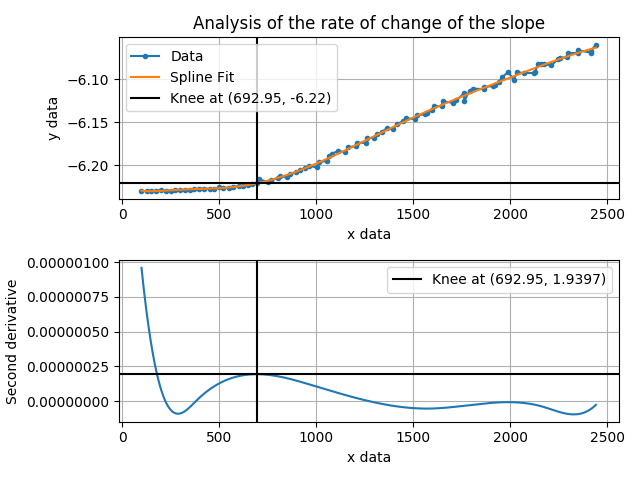 Analysis of the rate of change of the slope
Data
Spline Fit
Knee at (692.95, -6.22)
−6.10
−6.15
−6.20
y data
0
500
1000
1500
2000
2500
x data
Knee at (692.95, 1.9397)
0.00000100
0.00000075
0.00000050
0.00000025
0.00000000
Second derivative
0
500
1000
1500
2000
2500
x data